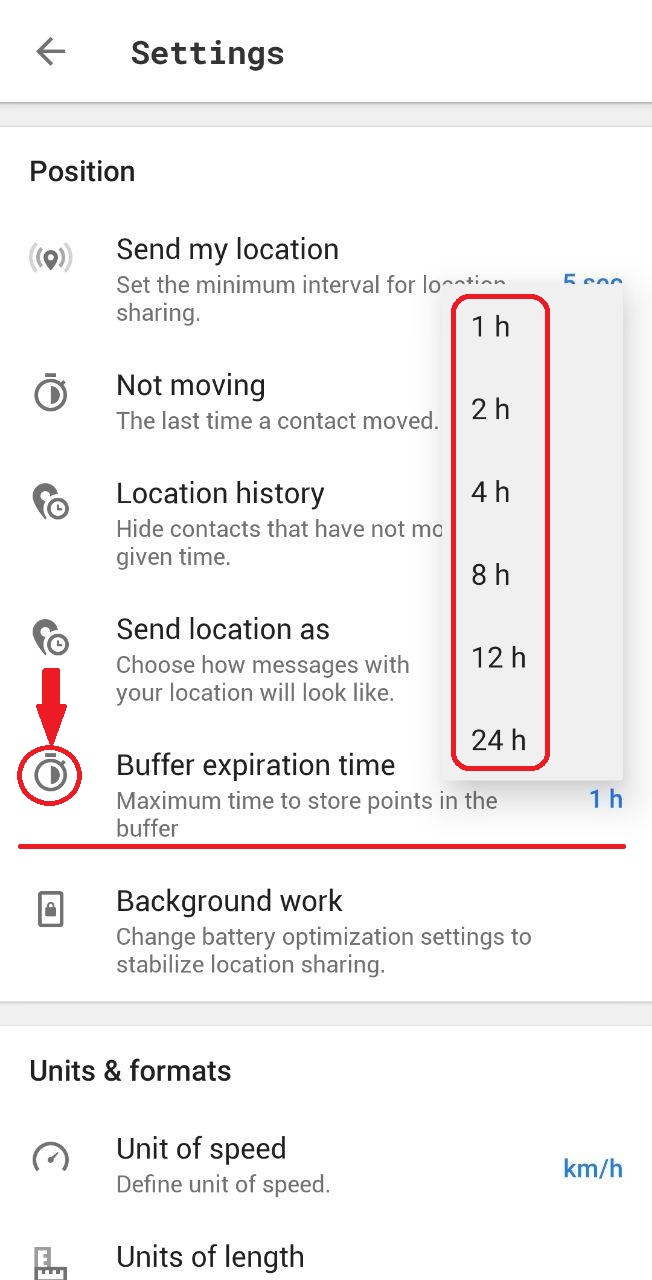 Settings
Position
Send my location
Set the minimum interval for location
sharing.
5 sec
Not moving
The last time a contact moved.
Location history
Hide contacts that have not mo
given time.
Send location as
Choose how messages with
your location will look like.
1 h
2 h
4 h
8 h
12 h
24 h
Buffer expiration time
Maximum time to store points in the
buffer
1 h
Background work
Change battery optimization settings to
stabilize location sharing.
Units & formats
Unit of speed
Define unit of speed.
km/h
Units of length